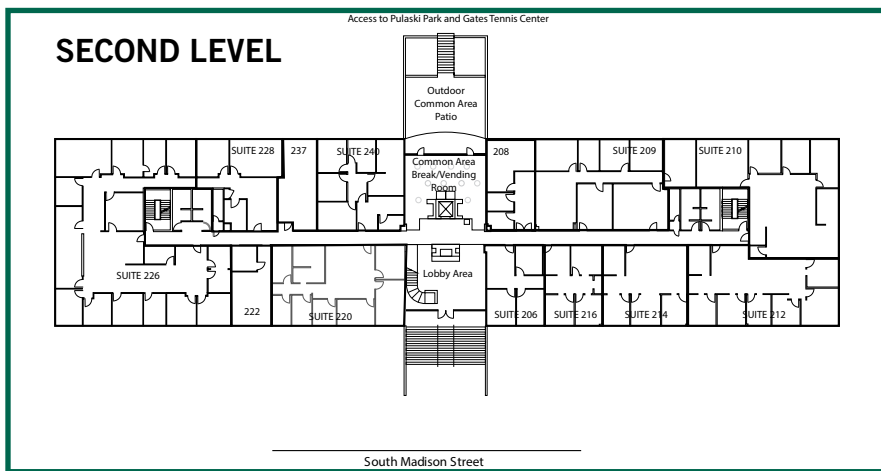 Access to Pulaski Park and Gates Tennis Center
SECOND LEVEL
Outdoor
Common Area
Patio
SUITE 228
237
SUITE 240
Common Area
Break/Vending
Room
208
SUITE 209
SUITE 210
SUITE 226
222
SUITE 220
Lobby Area
SUITE 206
SUITE 216
SUITE 214
SUITE 212
South Madison Street